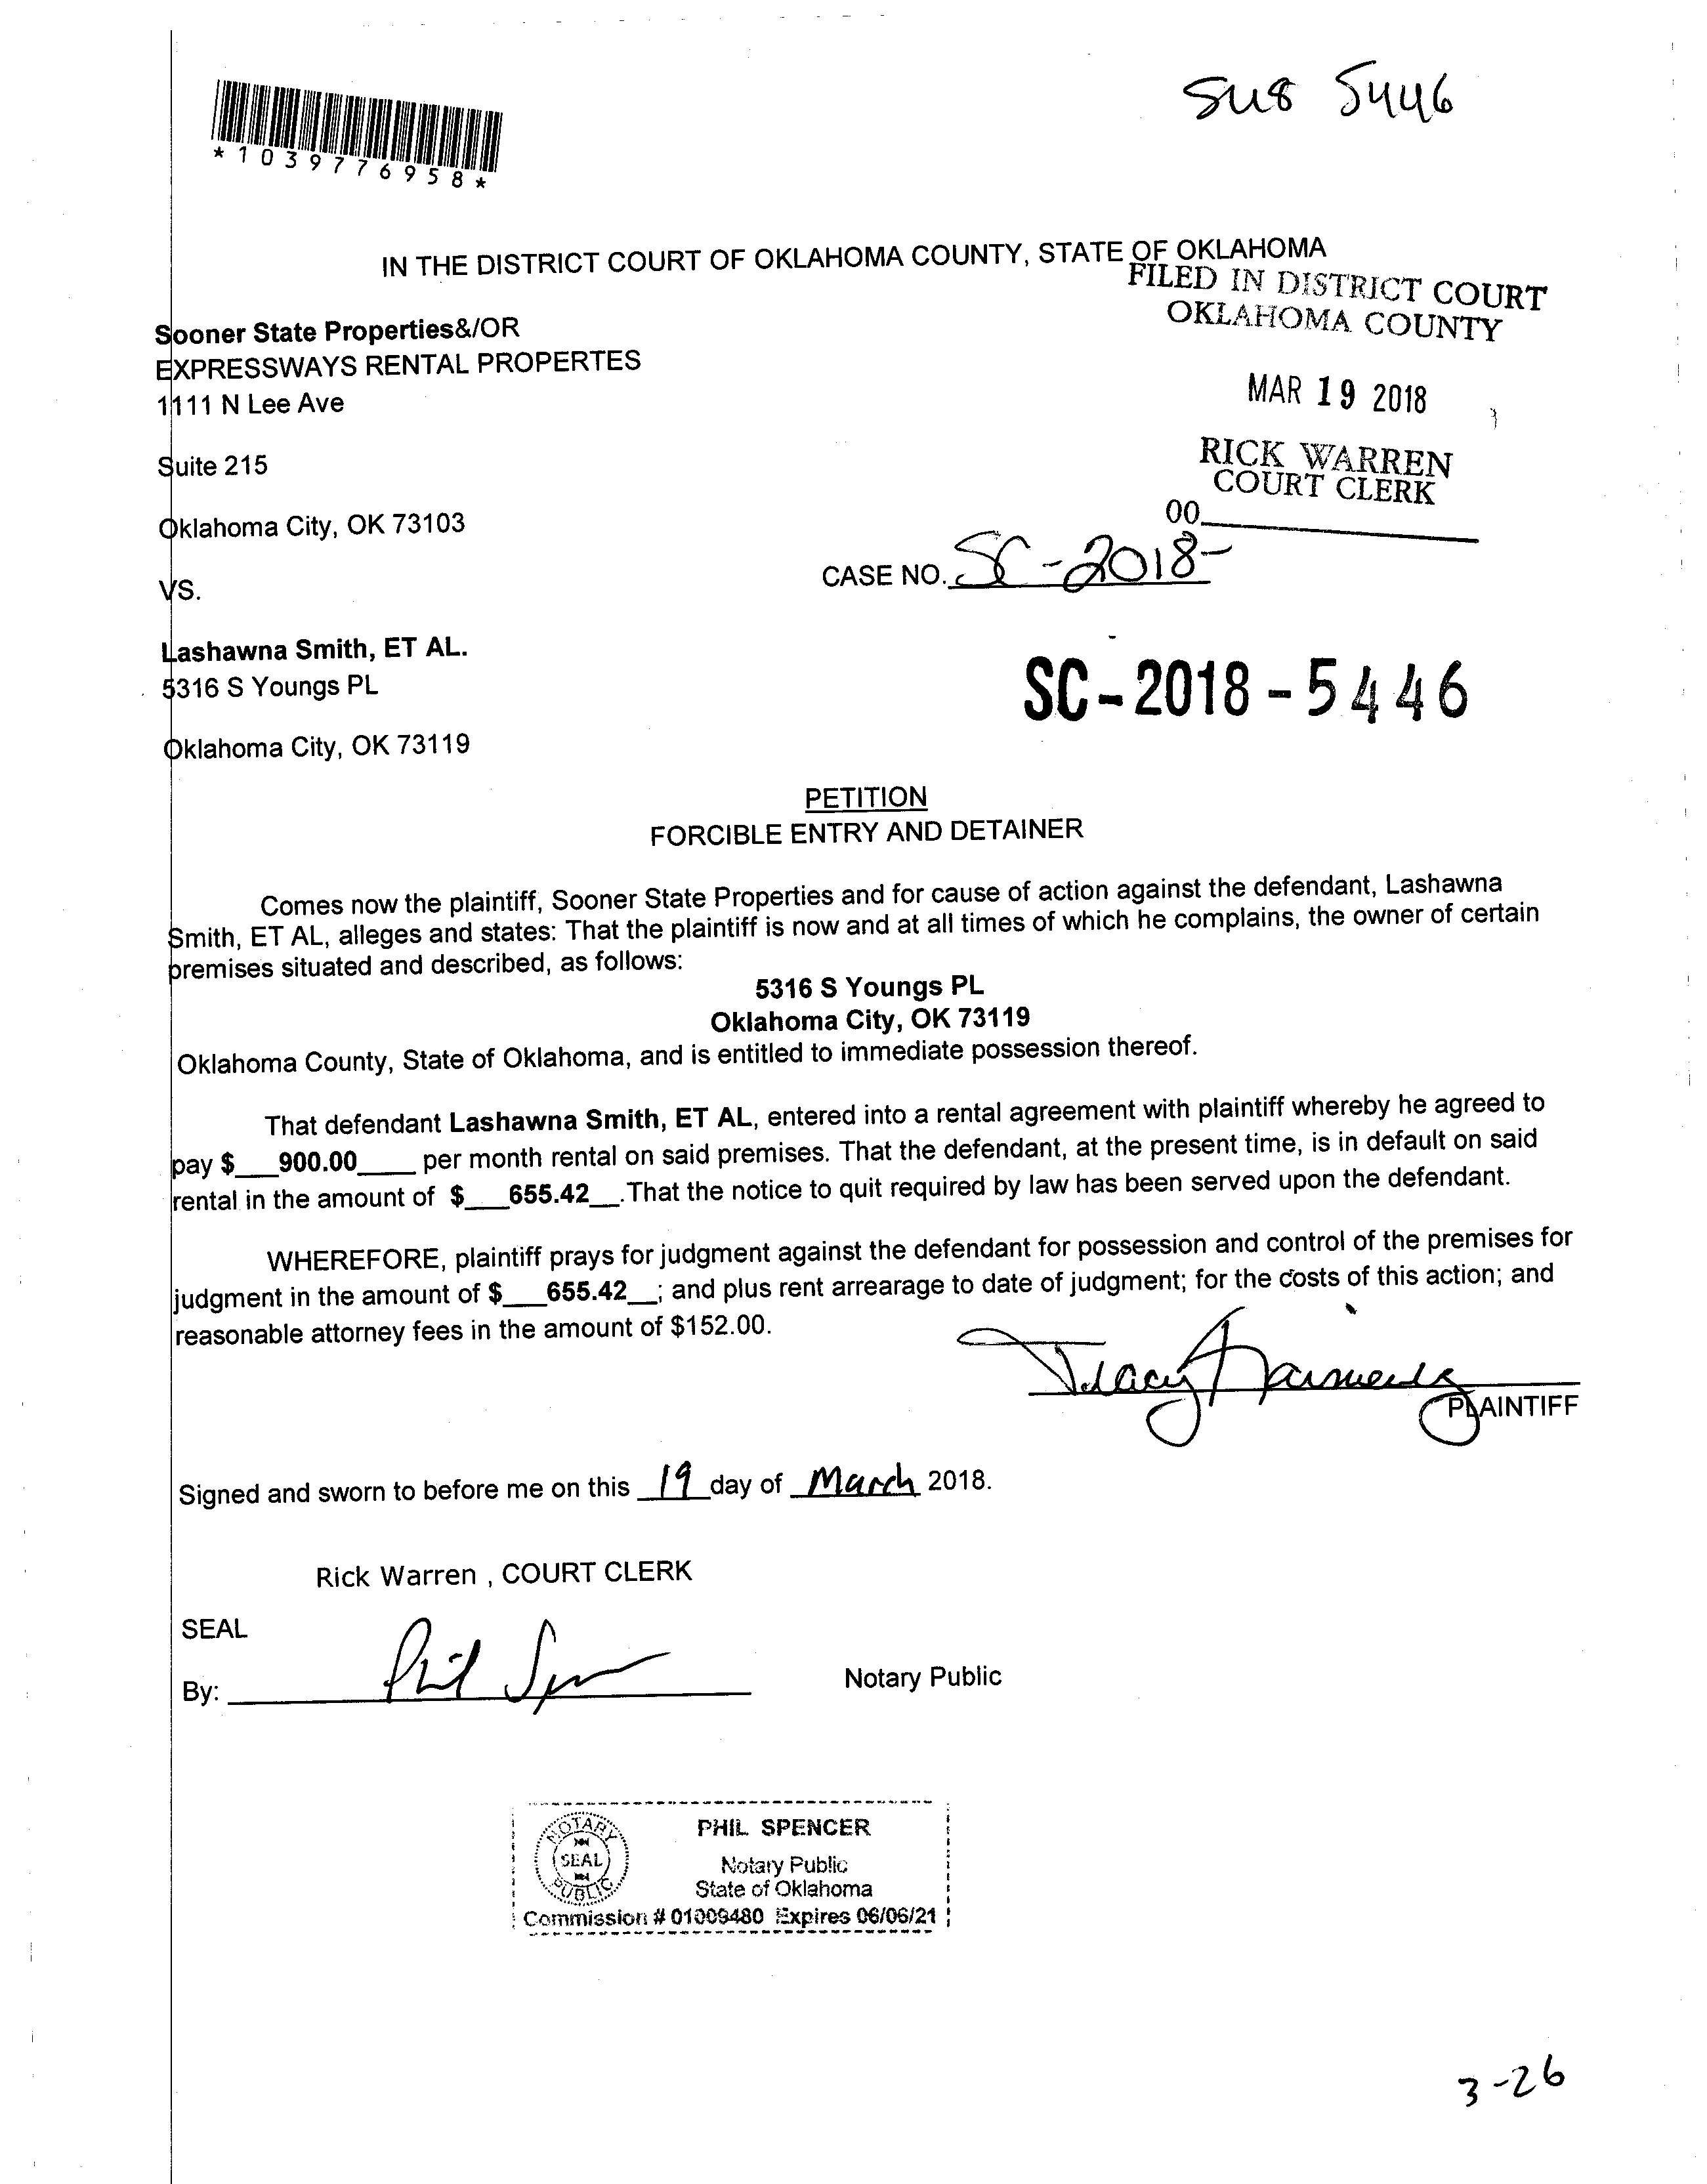 *1039776958*
5446
IN THE DISTRICT COURT OF OKLAHOMA COUNTY, STATE OF OKLAHOMA
FILED IN DISTRICT COURT
OKLAHOMA COUNTY
Sooner State Properties&/OR
EXPRESSWAYS RENTAL PROPERTES
1111 N Lee Ave
MAR 19 2018
Suite 215
RICK WARREN
COURT CLERK
Oklahoma City, OK 73103
00
CASE NO. SC-2018-
VS.
Lashawna Smith, ET AL.
5316 S Youngs PL
SC-2018-5446
Oklahoma City, OK 73119
PETITION
FORCIBLE ENTRY AND DETAINER
Comes now the plaintiff, Sooner State Properties and for cause of action against the defendant, Lashawna
Smith, ET AL, alleges and states: That the plaintiff is now and at all times of which he complains, the owner of certain
premises situated and described, as follows:
5316 S Youngs PL
Oklahoma City, OK 73119
Oklahoma County, State of Oklahoma, and is entitled to immediate possession thereof.
That defendant Lashawna Smith, ET AL, entered into a rental agreement with plaintiff whereby he agreed to
pay $___900.00____ per month rental on said premises. That the defendant, at the present time, is in default on said
rental in the amount of $___655.42__.That the notice to quit required by law has been served upon the defendant.
WHEREFORE, plaintiff prays for judgment against the defendant for possession and control of the premises for
judgment in the amount of $___655.42__; and plus rent arrearage to date of judgment; for the costs of this action; and
reasonable attorney fees in the amount of $152.00.
Tracy
PLAINTIFF
Signed and sworn to before me on this 19 day of March 2018.
Rick Warren , COURT CLERK
SEAL
By: Phil Spencer
Notary Public
NOTARY
SEAL
PUBLIC
PHIL SPENCER
Notary Public
State of Oklahoma
Commission # 01009480 Expires 06/06/21
3-26